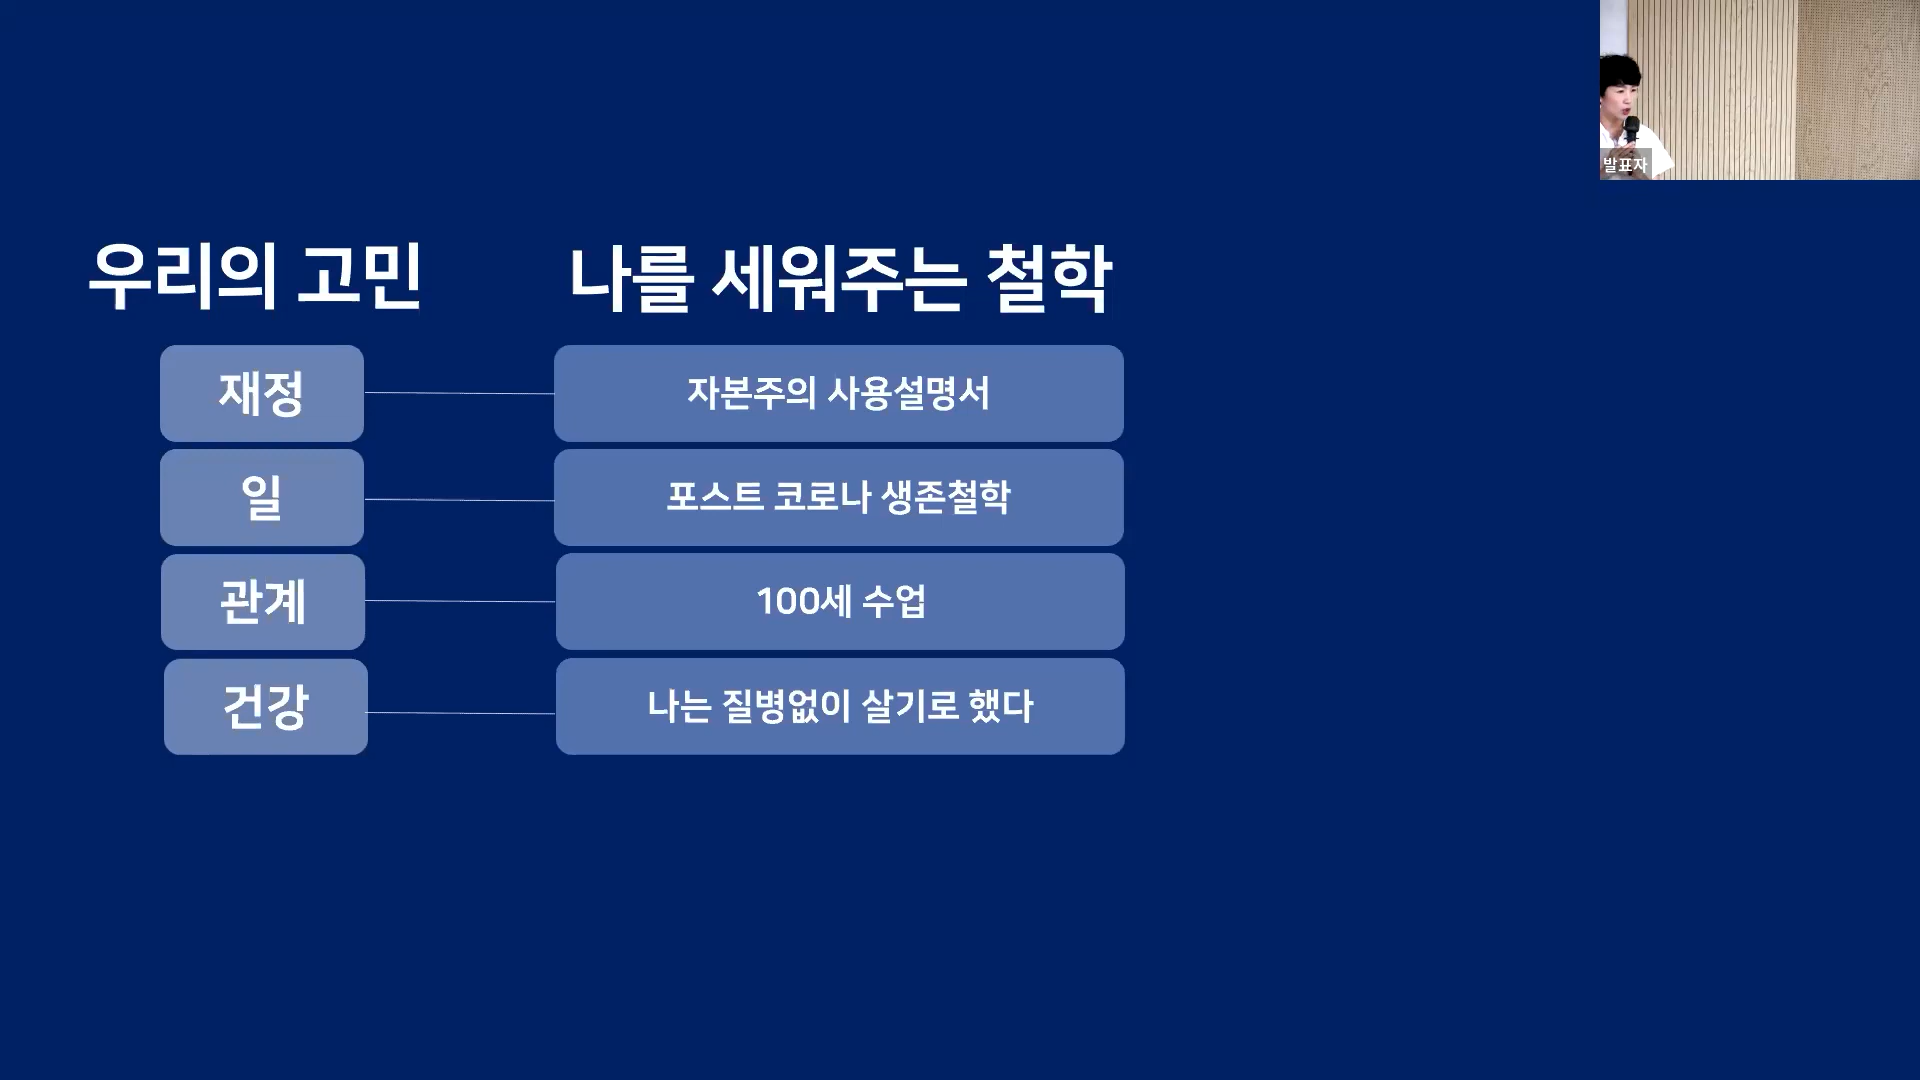 발표자
우리의 고민
나를 세워주는 철학
재정
자본주의 사용설명서
일
포스트 코로나 생존철학
관계
100세 수업
건강
나는 질병없이 살기로 했다